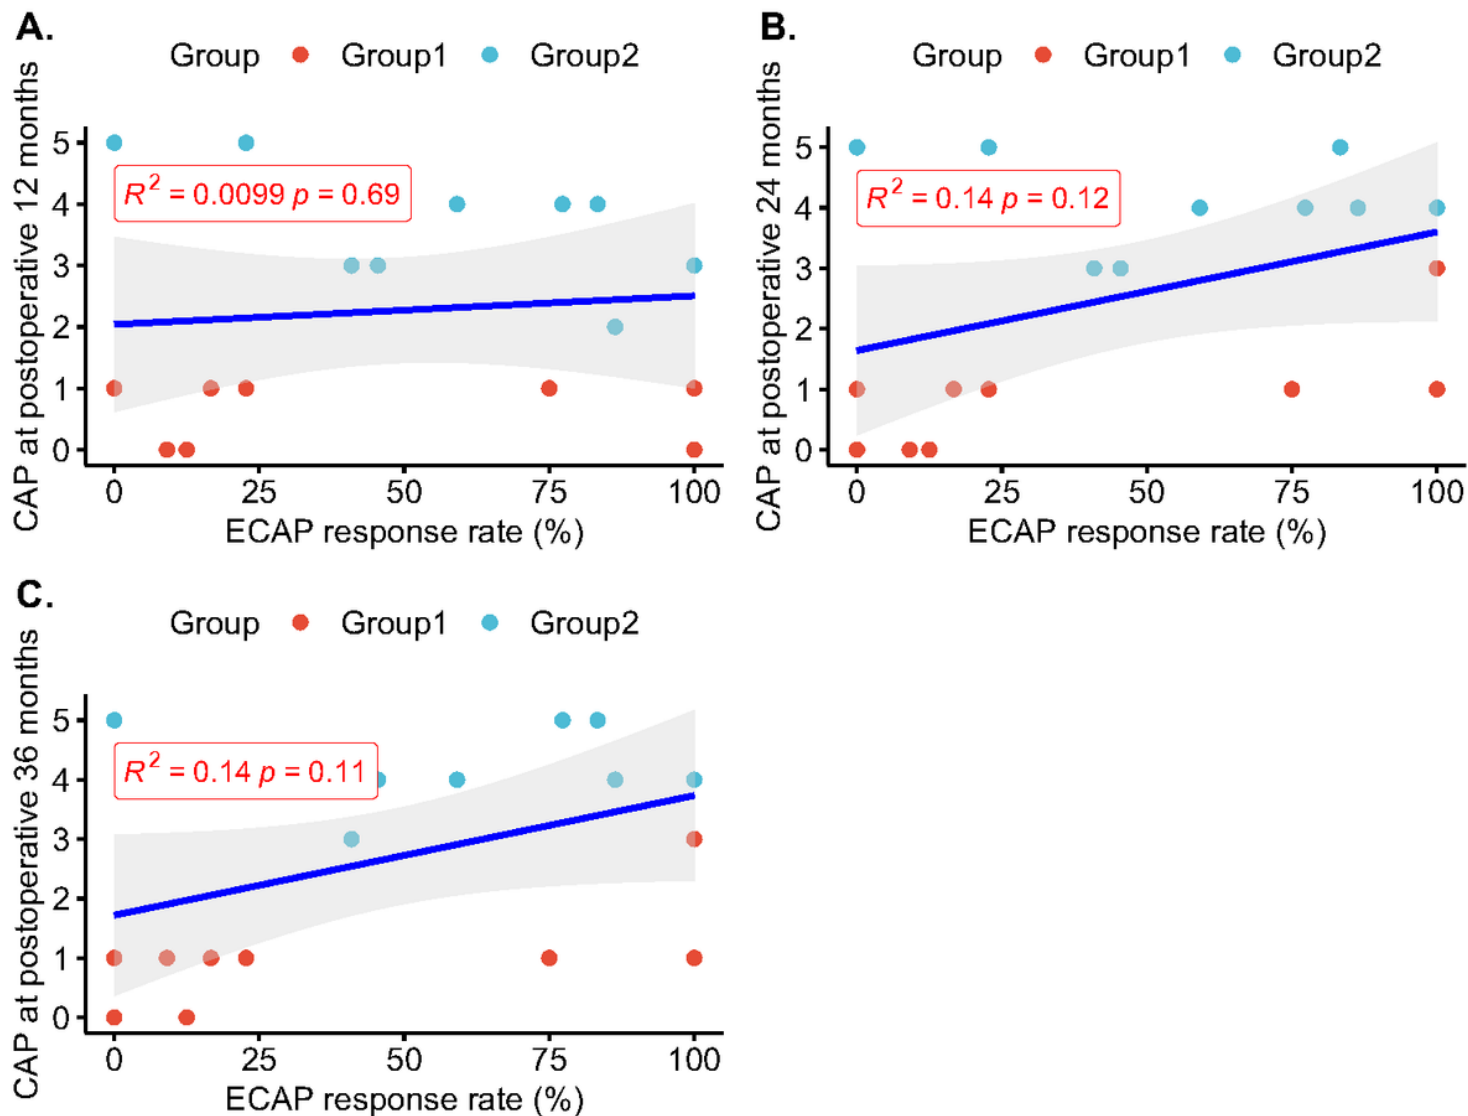 A.
Group Group1 Group2
CAP at postoperative 12 months
5
4
3
2
1
0
R² = 0.0099 p = 0.69
0 25 50 75 100
ECAP response rate (%)
B.
Group Group1 Group2
CAP at postoperative 24 months
5
4
3
2
1
0
R² = 0.14 p = 0.12
0 25 50 75 100
ECAP response rate (%)
C.
Group Group1 Group2
CAP at postoperative 36 months
5
4
3
2
1
0
R² = 0.14 p = 0.11
0 25 50 75 100
ECAP response rate (%)